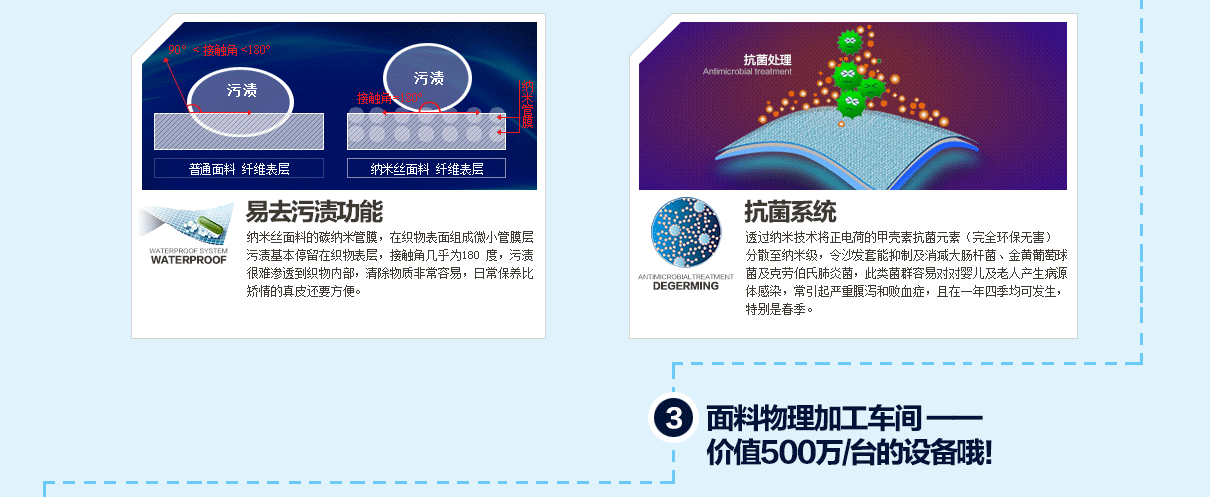 90° < 接触角 <180°
污渍
污渍
纳米管膜
普通面料 纤维表层
纳米丝面料 纤维表层
WATERPROOF SYSTEM
WATERPROOF
易去污渍功能
纳米丝面料的碳纳米管膜，在织物表面组成微小管膜层
污渍基本停留在织物表层，接触角几乎为180 度，污渍
很难渗透到织物内部，清除物质非常容易，日常保养比
矫情的真皮还要方便。
抗菌处理
Antimicrobial treatment
ANTIMICROBIAL TREATMENT
DEGERMING
抗菌系统
透过纳米技术将正电荷的甲壳素抗菌元素（完全环保无害）
分散至纳米级，令沙发套能抑制及消减大肠杆菌、金黄葡萄球
菌及克劳伯氏肺炎菌，此类菌群容易对对婴儿及老人产生病源
体感染，常引起严重腹泻和败血症，且在一年四季均可发生，
特别是春季。
3
面料物理加工车间 ——
价值500万/台的设备哦!